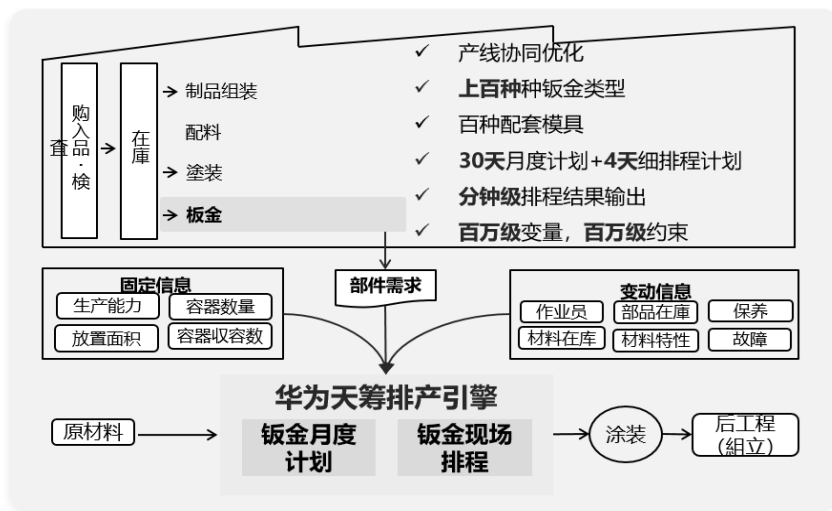 购入品·検
査
在庫
制品组装
配料
塗装
板金
产线协同优化
上百种种钣金类型
百种配套模具
30天月度计划+4天细排程计划
分钟级排程结果输出
百万级变量，百万级约束
固定信息
生产能力
容器数量
放置面积
容器収容数
部件需求
变动信息
作业员
部品在庫
保养
材料在库
材料特性
故障
华为天筹排产引擎
钣金月度
计划
钣金现场
排程
原材料
涂装
后工程
（組立）